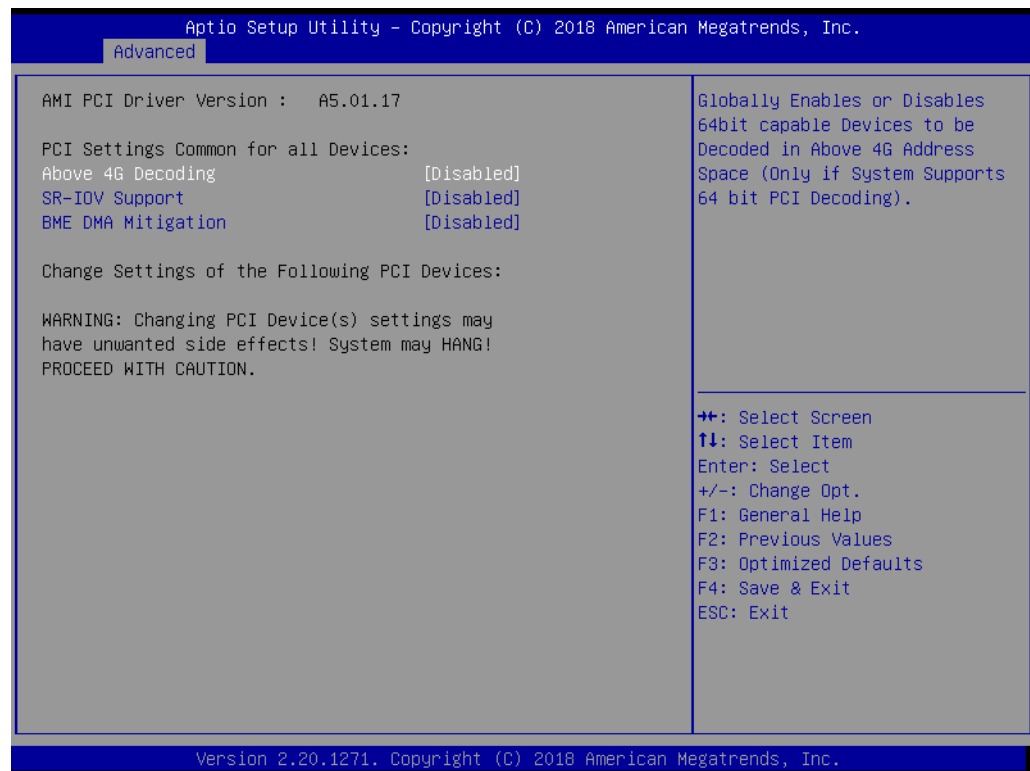 Aptio Setup Utility – Copyright (C) 2018 American Megatrends, Inc.
Advanced
AMI PCI Driver Version :   A5.01.17
PCI Settings Common for all Devices:
Above 4G Decoding   [Disabled]
SR-IOV Support   [Disabled]
BME DMA Mitigation   [Disabled]
Change Settings of the Following PCI Devices:
WARNING: Changing PCI Device(s) settings may
have unwanted side effects! System may HANG!
PROCEED WITH CAUTION.
Globally Enables or Disables
64bit capable Devices to be
Decoded in Above 4G Address
Space (Only if System Supports
64 bit PCI Decoding).
→←: Select Screen
↑↓: Select Item
Enter: Select
+/-: Change Opt.
F1: General Help
F2: Previous Values
F3: Optimized Defaults
F4: Save & Exit
ESC: Exit
Version 2.20.1271. Copyright (C) 2018 American Megatrends, Inc.